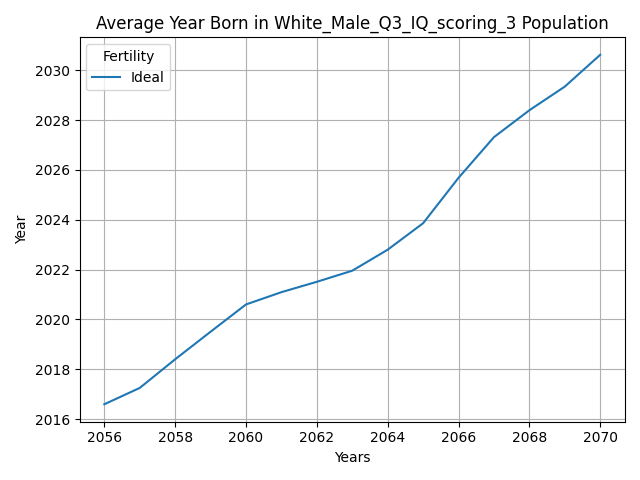 Average Year Born in White_Male_Q3_IQ_scoring_3 Population
Fertility
Ideal
2030
2028
2026
2024
2022
2020
2018
2016
Year
2056 2058 2060 2062 2064 2066 2068 2070
Years